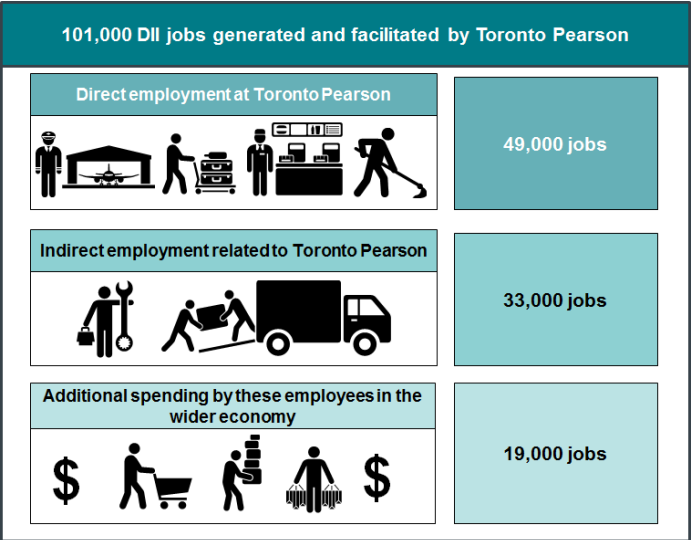 101,000 DII jobs generated and facilitated by Toronto Pearson
Direct employment at Toronto Pearson
49,000 jobs
Indirect employment related to Toronto Pearson
33,000 jobs
Additional spending by these employees in the
wider economy
19,000 jobs
$
$